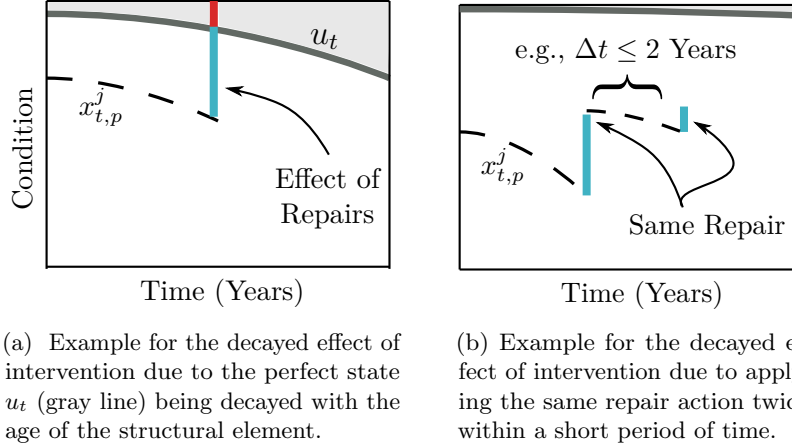 u_t
x^j_{t,p}
Condition
Effect of
Repairs
Time (Years)
(a) Example for the decayed effect of
intervention due to the perfect state
u_t (gray line) being decayed with the
age of the structural element.
e.g., Δt ≤ 2 Years
x^j_{t,p}
Same Repair
Time (Years)
(b) Example for the decayed e
fect of intervention due to appl
ing the same repair action twic
within a short period of time.